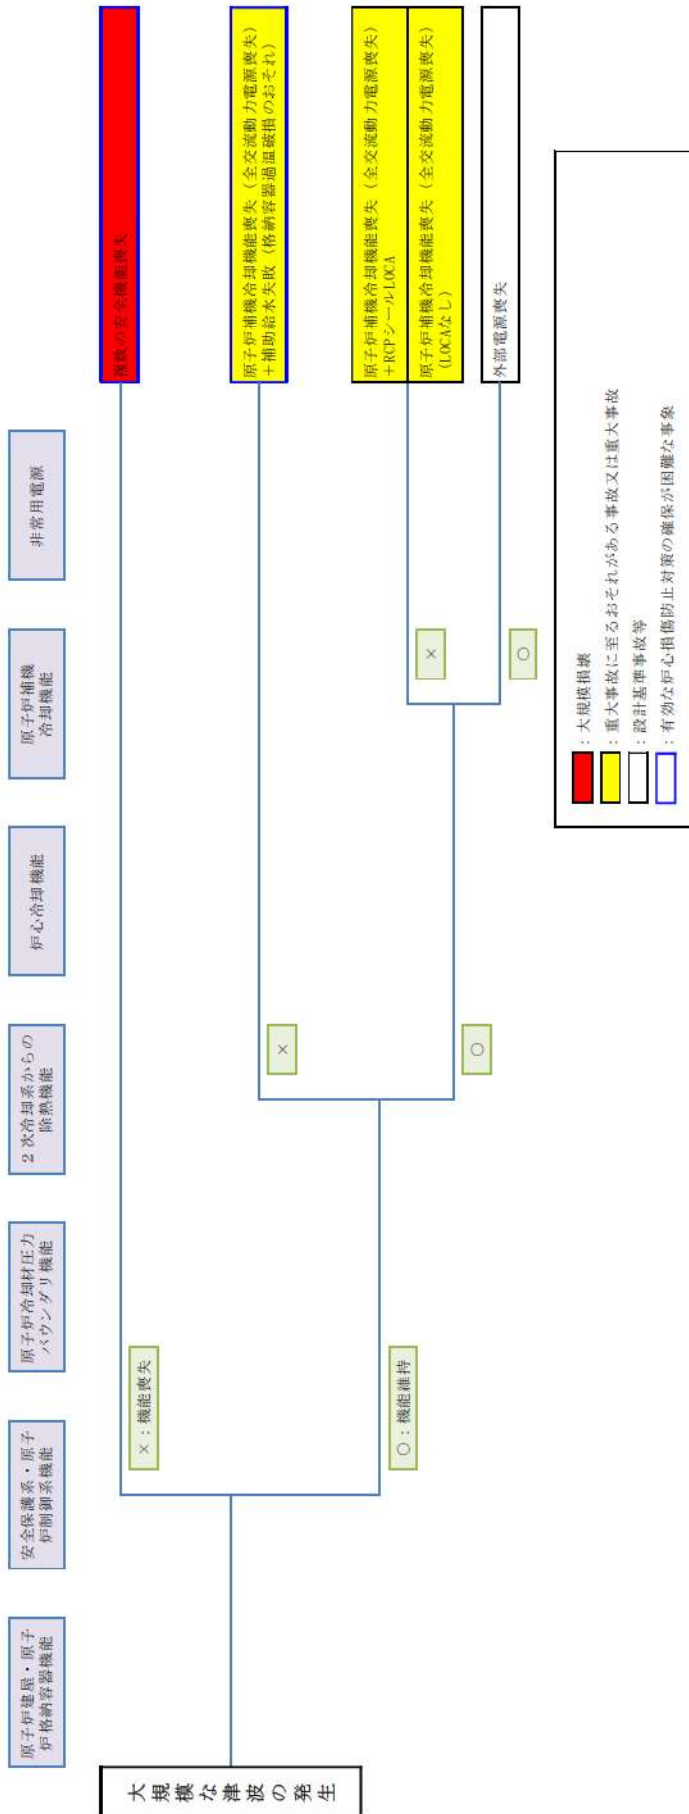 原子炉建屋・原子
炉格納容器機能
安全保護系・原子
炉制御系機能
原子炉冷却材圧力
バウンダリ機能
2次冷却系からの
除熱機能
炉心冷却機能
原子炉補機
冷却機能
非常用電源
大規模な津波の発生
×：機能喪失
○：機能維持
×
○
×
○
複数の安全機能喪失
原子炉補機冷却機能喪失（全交流動力電源喪失）
＋補助給水失敗（格納容器過温破損のおそれ）
原子炉補機冷却機能喪失（全交流動力電源喪失）
＋RCPシールLOCA
原子炉補機冷却機能喪失（全交流動力電源喪失）
(LOCAなし）
外部電源喪失
：大規模損壊
：重大事故に至るおそれがある事故又は重大事故
：設計基準事故等
：有効な炉心損傷防止対策の確保が困難な事象